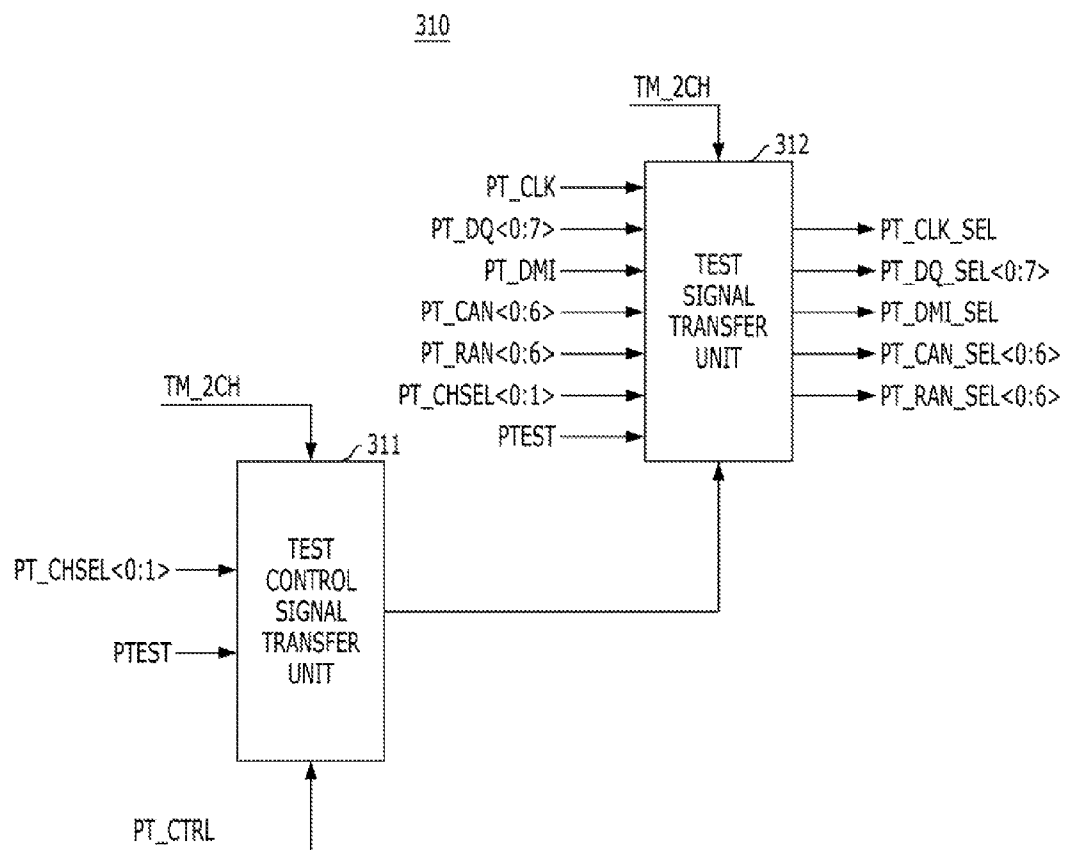 310
TM_2CH
312
PT_CLK
PT_DQ<0:7>
PT_DMI
PT_CAN<0:6>
PT_RAN<0:6>
PT_CHSEL<0:1>
PTEST
TEST
SIGNAL
TRANSFER
UNIT
PT_CLK_SEL
PT_DQ_SEL<0:7>
PT_DMI_SEL
PT_CAN_SEL<0:6>
PT_RAN_SEL<0:6>
TM_2CH
311
PT_CHSEL<0:1>
PTEST
TEST
CONTROL
SIGNAL
TRANSFER
UNIT
PT_CTRL